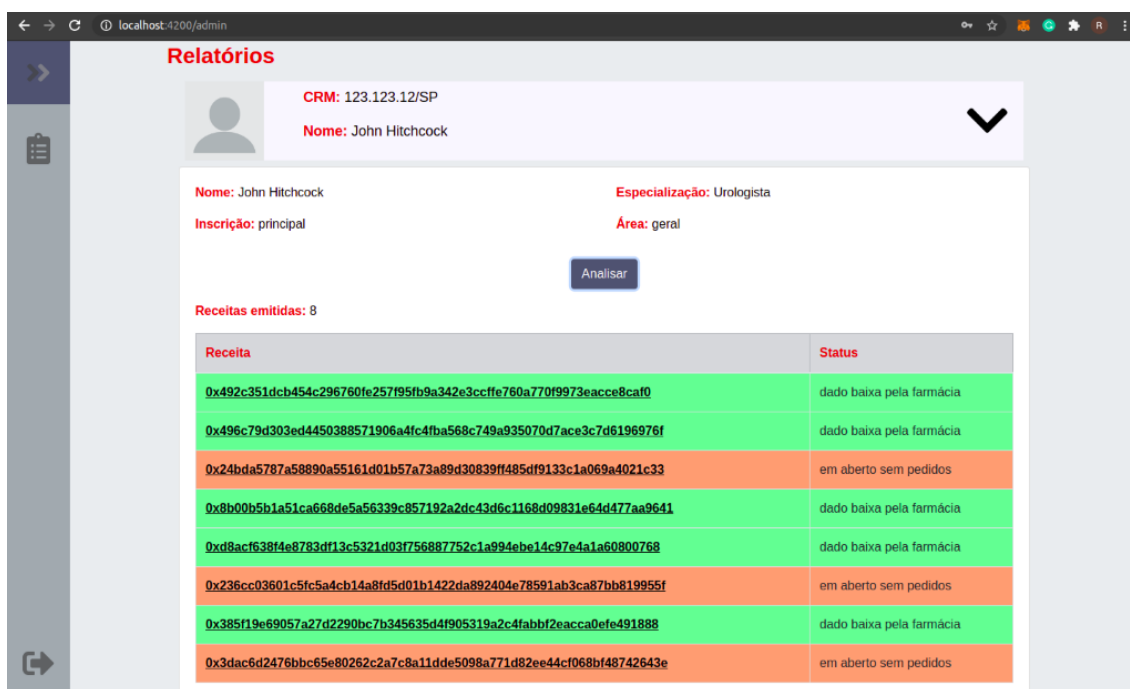 localhost:4200/admin
R
Relatórios
CRM: 123.123.12/SP
Nome: John Hitchcock
Nome: John Hitchcock
Especialização: Urologista
Inscrição: principal
Área: geral
Analisar
Receitas emitidas: 8
Receita
Status
0x492c351dcb454c296760fe257f95fb9a342e3ccffe760a770f9973eacce8caf0
dado baixa pela farmácia
0x496c79d303ed4450388571906a4fc4fba568c749a935070d7ace3c7d6196976f
dado baixa pela farmácia
0x24bda5787a58890a55161d01b57a73a89d30839ff485df9133c1a069a4021c33
em aberto sem pedidos
0x8b00b5b1a51ca668de5a56339c857192a2dc43d6c1168d09831e64d477aa9641
dado baixa pela farmácia
0xd8acf638f4e8783df13c5321d03f756887752c1a994ebe14c97e4a1a60800768
dado baixa pela farmácia
0x236cc03601c5fc5a4cb14a8fd5d01b1422da892404e78591ab3ca87bb819955f
em aberto sem pedidos
0x385f19e69057a27d2290bc7b345635d4f905319a2c4fabbf2eacca0efe491888
dado baixa pela farmácia
0x3dac6d2476bbc65e80262c2a7c8a11dde5098a771d82ee44cf068bf48742643e
em aberto sem pedidos